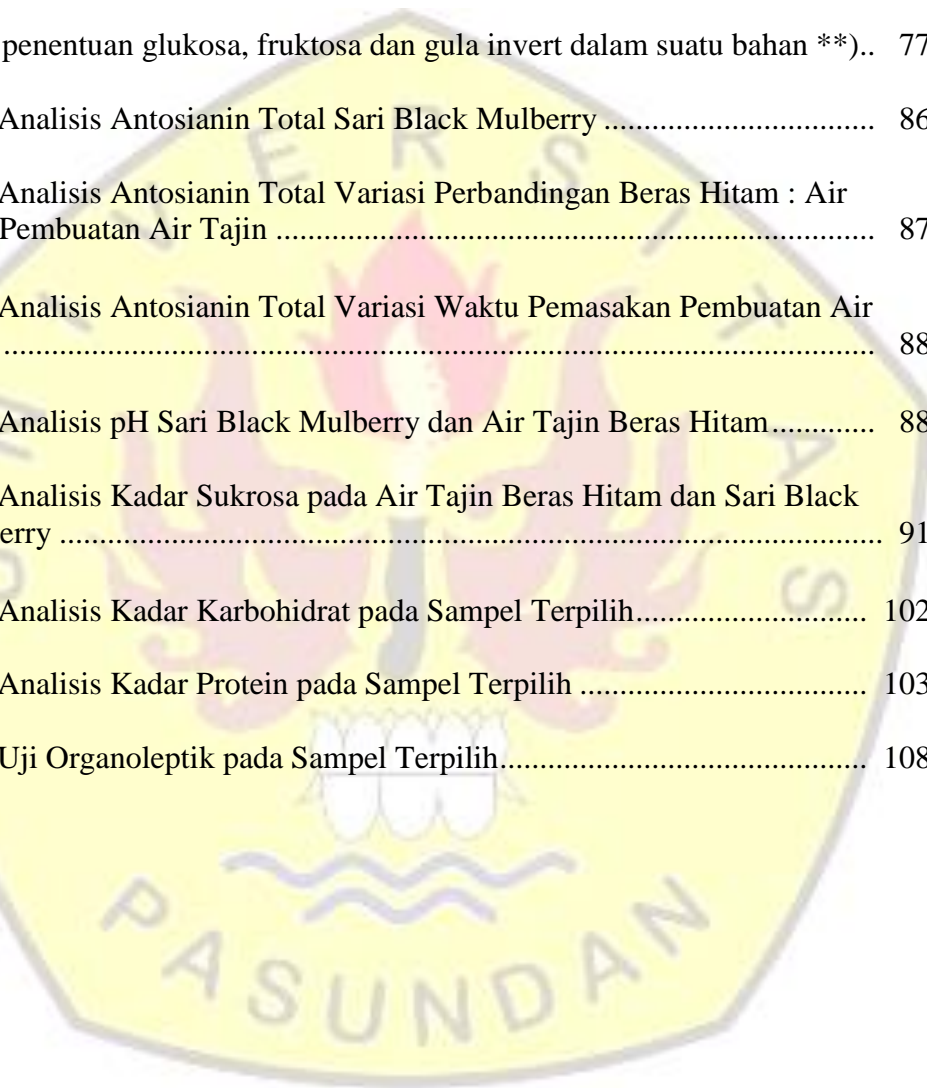 penentuan glukosa, fruktosa dan gula invert dalam suatu bahan **).. 77
Analisis Antosianin Total Sari Black Mulberry ................................. 86
Analisis Antosianin Total Variasi Perbandingan Beras Hitam : Air
Pembuatan Air Tajin ......................................................................... 87
Analisis Antosianin Total Variasi Waktu Pemasakan Pembuatan Air
.......................................................................................................... 88
Analisis pH Sari Black Mulberry dan Air Tajin Beras Hitam............. 88
Analisis Kadar Sukrosa pada Air Tajin Beras Hitam dan Sari Black
erry .................................................................................................... 91
Analisis Kadar Karbohidrat pada Sampel Terpilih............................ 102
Analisis Kadar Protein pada Sampel Terpilih ................................... 103
Uji Organoleptik pada Sampel Terpilih............................................. 108
PASUNDAN